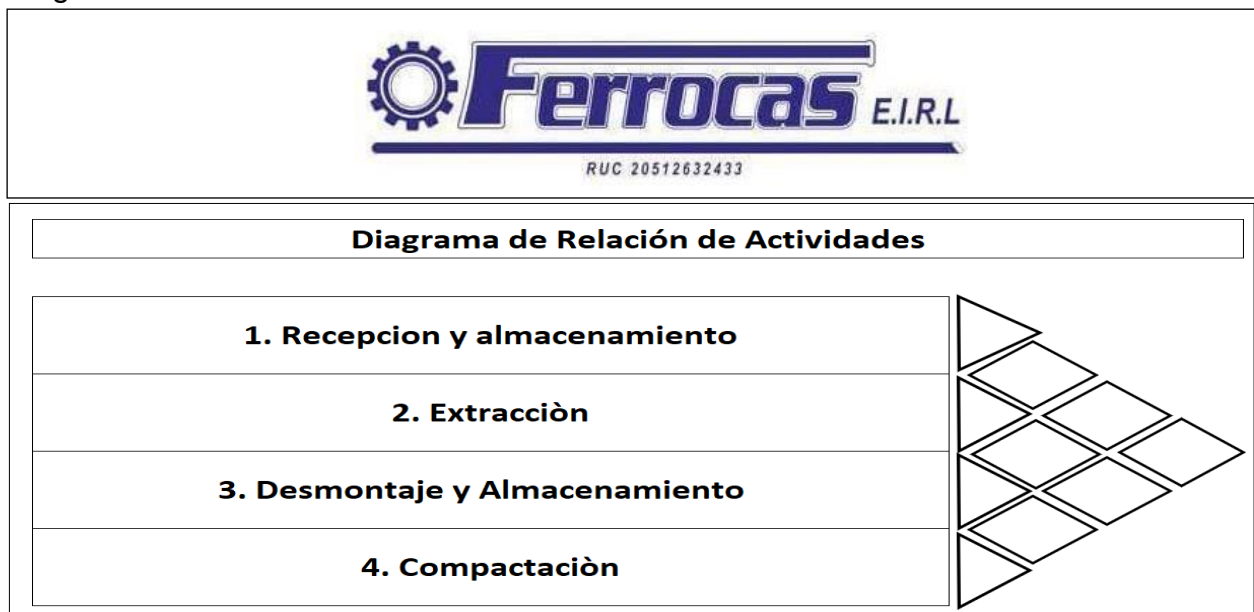 Ferrocas E.I.R.L
RUC 20512632433
Diagrama de Relación de Actividades
1. Recepcion y almacenamiento
2. Extracciòn
3. Desmontaje y Almacenamiento
4. Compactaciòn